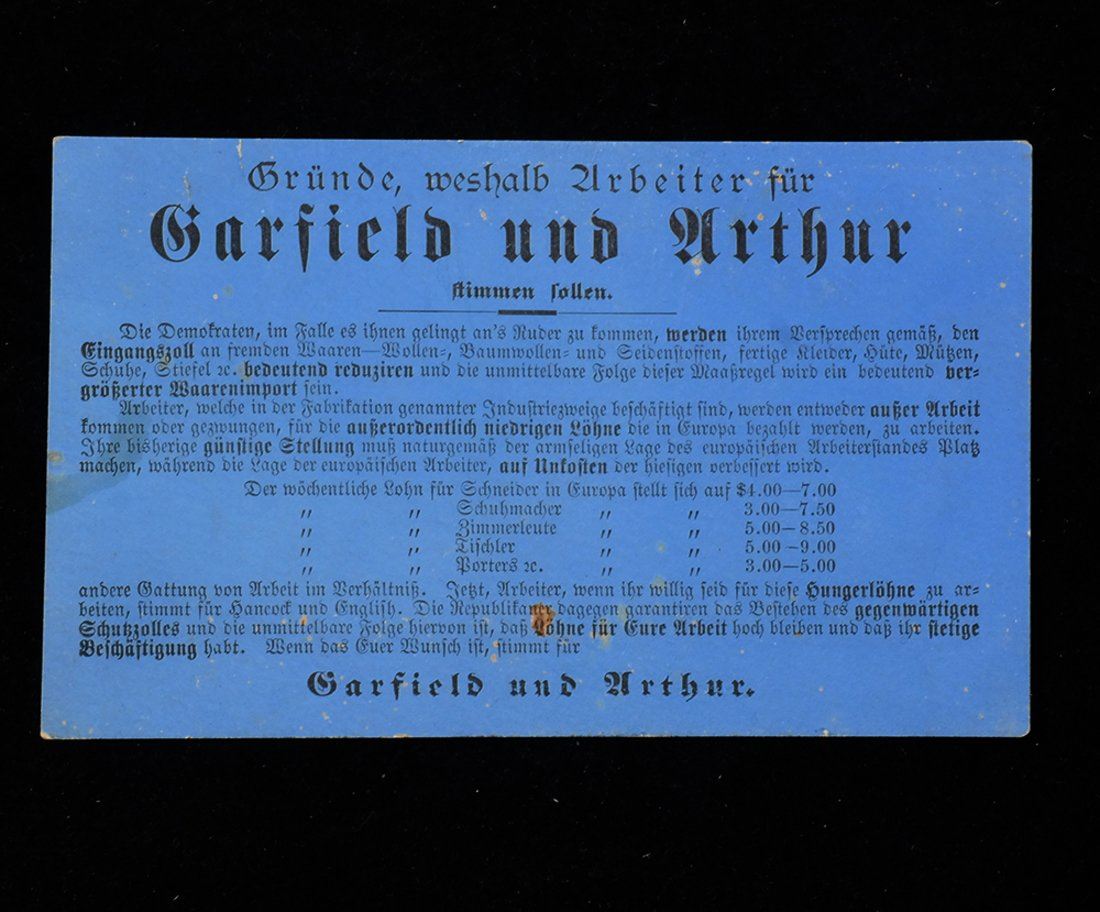 Gründe, weshalb Arbeiter für
Garfield und Arthur
stimmen sollen.
Die Demokraten, im Falle es ihnen gelingt an's Ruder zu kommen, werden ihrem Versprechen gemäß, den
Eingangszoll an fremden Waaren—Wollen-, Baumwollen- und Seidenstoffen, fertige Kleider, Hüte, Mützen,
Schuhe, Stiefel ꝛc. bedeutend reduziren und die unmittelbare Folge dieser Maaßregel wird ein bedeutend ver-
größerter Waarenimport sein.
Arbeiter, welche in der Fabrikation genannter Industriezweige beschäftigt sind, werden entweder außer Arbeit
kommen oder gezwungen, für die außerordentlich niedrigen Löhne die in Europa bezahlt werden, zu arbeiten.
Ihre bisherige günstige Stellung muß naturgemäß der armseligen Lage des europäischen Arbeiterstandes Platz
machen, während die Lage der europäischen Arbeiter, auf Unkosten der hiesigen verbessert wird.
Der wöchentliche Lohn für Schneider in Europa stellt sich auf $4.00—7.00
„ „ Schuhmacher „ „ 3.00—7.50
„ „ Zimmerleute „ „ 5.00—8.50
„ „ Tischler „ „ 5.00–9.00
„ „ Porters ꝛc. „ „ 3.00—5.00
andere Gattung von Arbeit im Verhältniß. Jetzt, Arbeiter, wenn ihr willig seid für diese Hungerlöhne zu ar-
beiten, stimmt für Hancock und English. Die Republikaner dagegen garantiren das Bestehen des gegenwärtigen
Schutzzolles und die unmittelbare Folge hiervon ist, daß Löhne für Eure Arbeit hoch bleiben und daß ihr stetige
Beschäftigung habt. Wenn das Euer Wunsch ist, stimmt für
Garfield und Arthur.